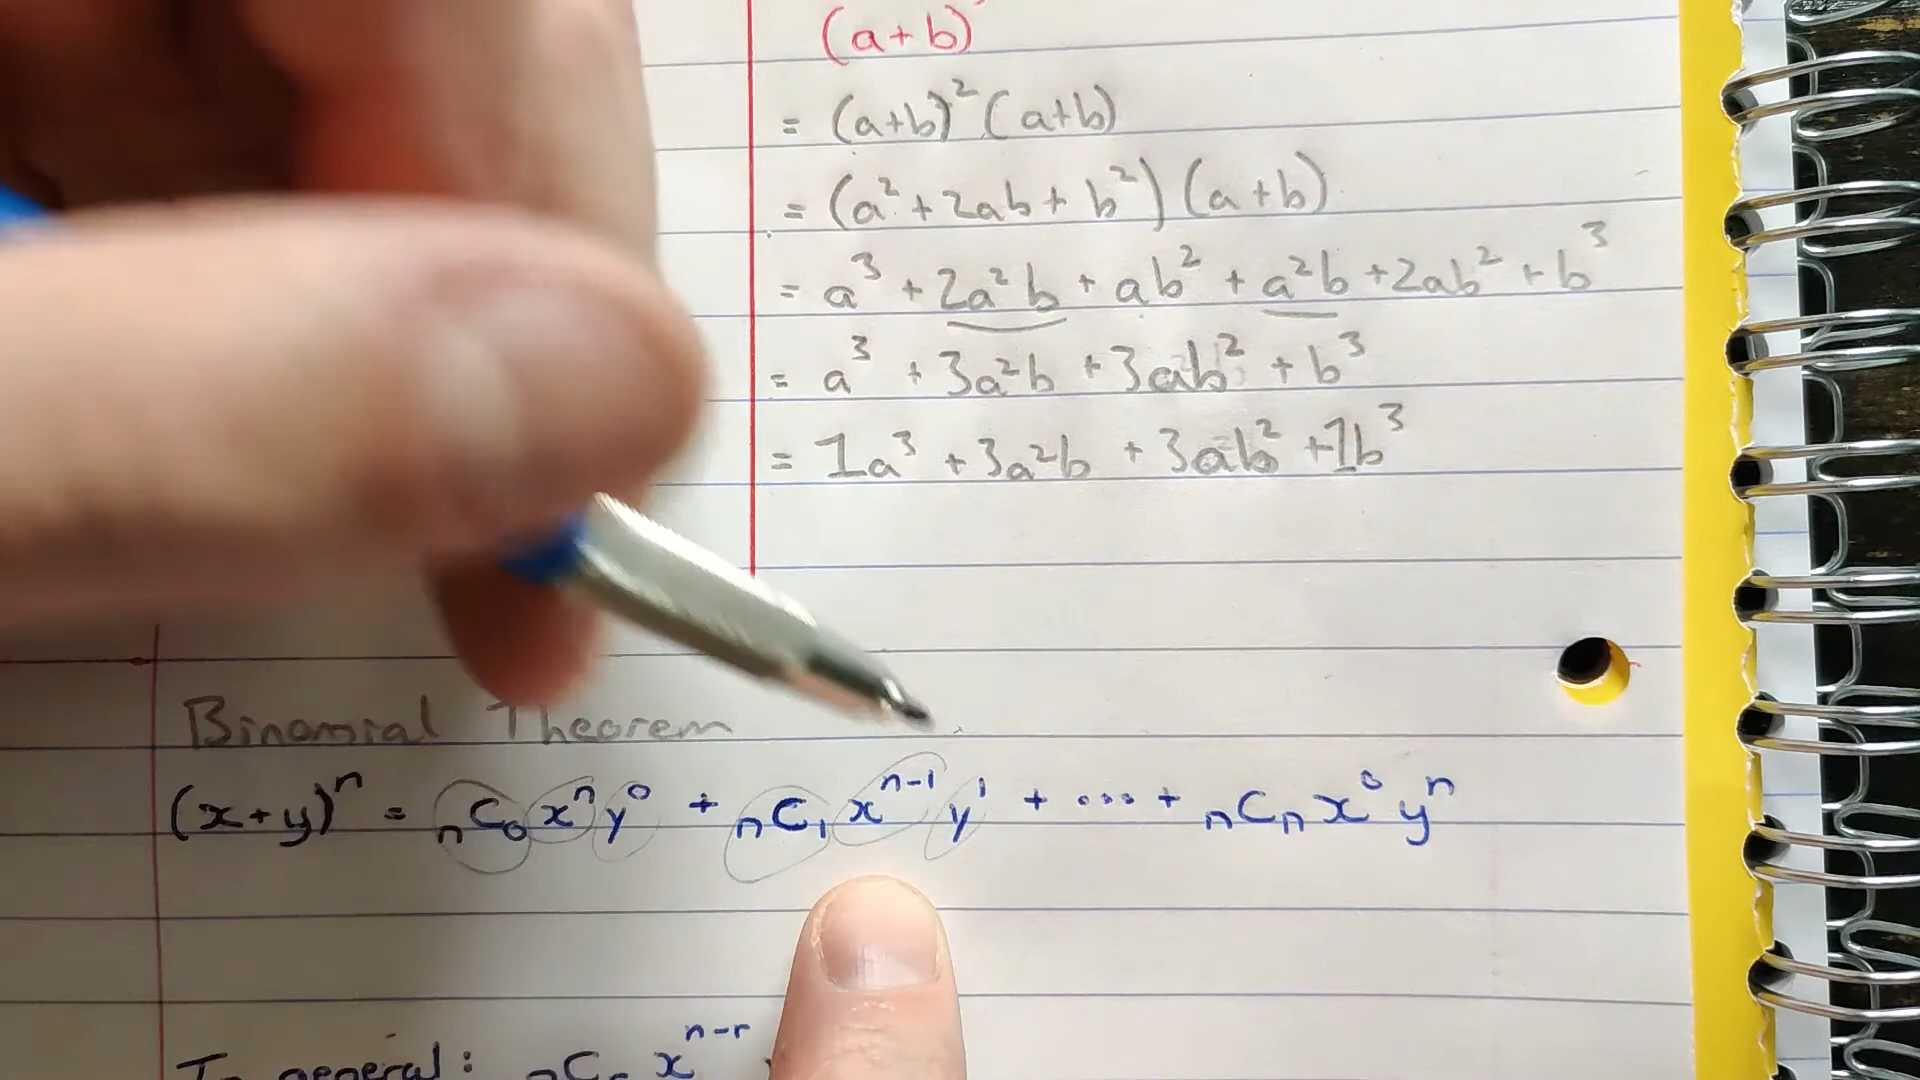 (a+b)
= (a+b)²(a+b)
= (a²+2ab+b²)(a+b)
= a³+2a²b+ab²+a²b+2ab²+b³
= a³+3a²b+3ab²+b³
= 1a³+3a²b+3ab²+1b³
Binomial Theorem
(x+y)ⁿ = ₙC₀xⁿy⁰ + ₙC₁xⁿ⁻¹y¹ + ... + ₙCₙx⁰yⁿ
In general: ₙCᵣ xⁿ⁻ʳ